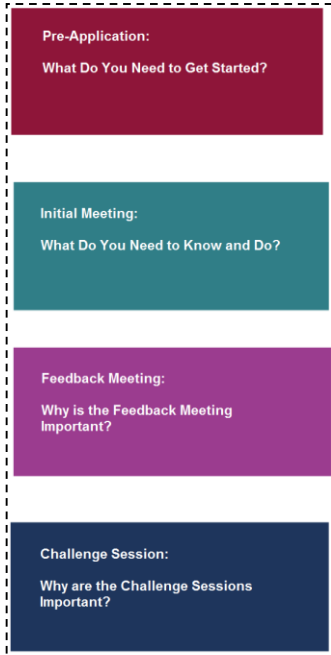 Pre-Application:
What Do You Need to Get Started?
Initial Meeting:
What Do You Need to Know and Do?
Feedback Meeting:
Why is the Feedback Meeting
Important?
Challenge Session:
Why are the Challenge Sessions
Important?